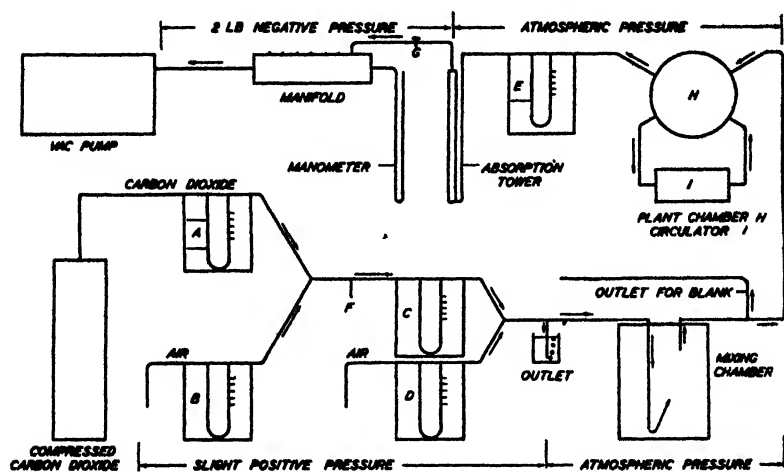 2 LB NEGATIVE PRESSURE
ATMOSPHERIC PRESSURE
G
E
H
MANIFOLD
VAC PUMP
MANOMETER
ABSORPTION
TOWER
I
CARBON DIOXIDE
PLANT CHAMBER H
CIRCULATOR I
A
OUTLET FOR BLANK
F
C
AIR
AIR
B
D
OUTLET
MIXING
CHAMBER
COMPRESSED
CARBON DIOXIDE
SLIGHT POSITIVE PRESSURE
ATMOSPHERIC PRESSURE